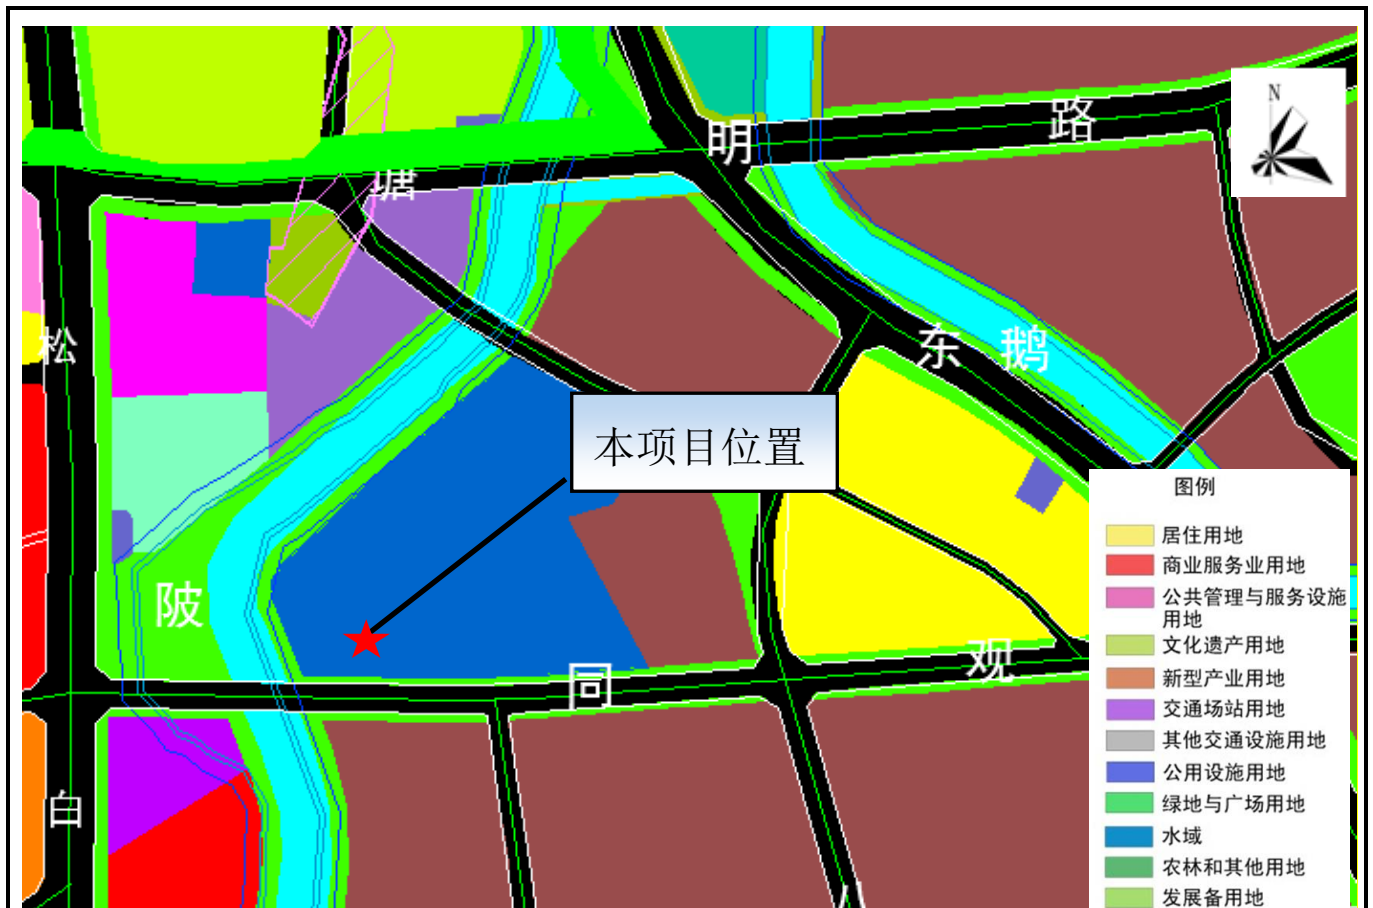 路
明
N
塘
松
东 鹅
本项目位置
图例
居住用地
商业服务业用地
公共管理与服务设施
用地
文化遗产用地
新型产业用地
交通场站用地
其他交通设施用地
公用设施用地
绿地与广场用地
水域
农林和其他用地
发展备用地
陂
观
同
白